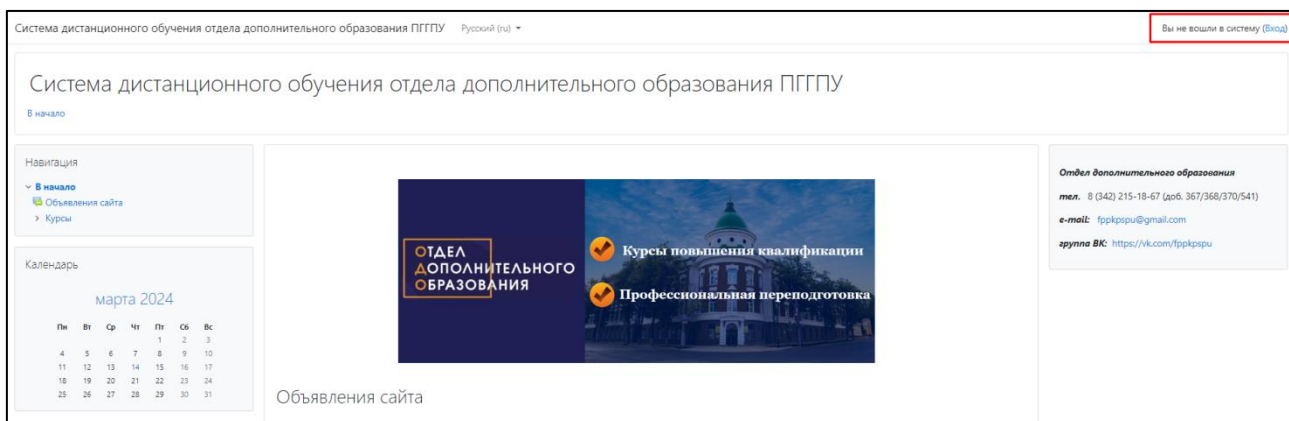 Система дистанционного обучения отдела дополнительного образования ПГГПУ Русский (ru)
Вы не вошли в систему (Вход)
Система дистанционного обучения отдела дополнительного образования ПГГПУ
В начало
Навигация
В начало
Объявления сайта
Курсы
Календарь
марта 2024
Пн Вт Ср Чт Пт Сб Вс
1 2 3
4 5 6 7 8 9 10
11 12 13 14 15 16 17
18 19 20 21 22 23 24
25 26 27 28 29 30 31
ОТДЕЛ
ДОПОЛНИТЕЛЬНОГО
ОБРАЗОВАНИЯ
Курсы повышения квалификации
Профессиональная переподготовка
Объявления сайта
Отдел дополнительного образования
тел. 8 (342) 215-18-67 (доб. 367/368/370/541)
e-mail: fppkpspu@gmail.com
группа ВК: https://vk.com/fppkpspu